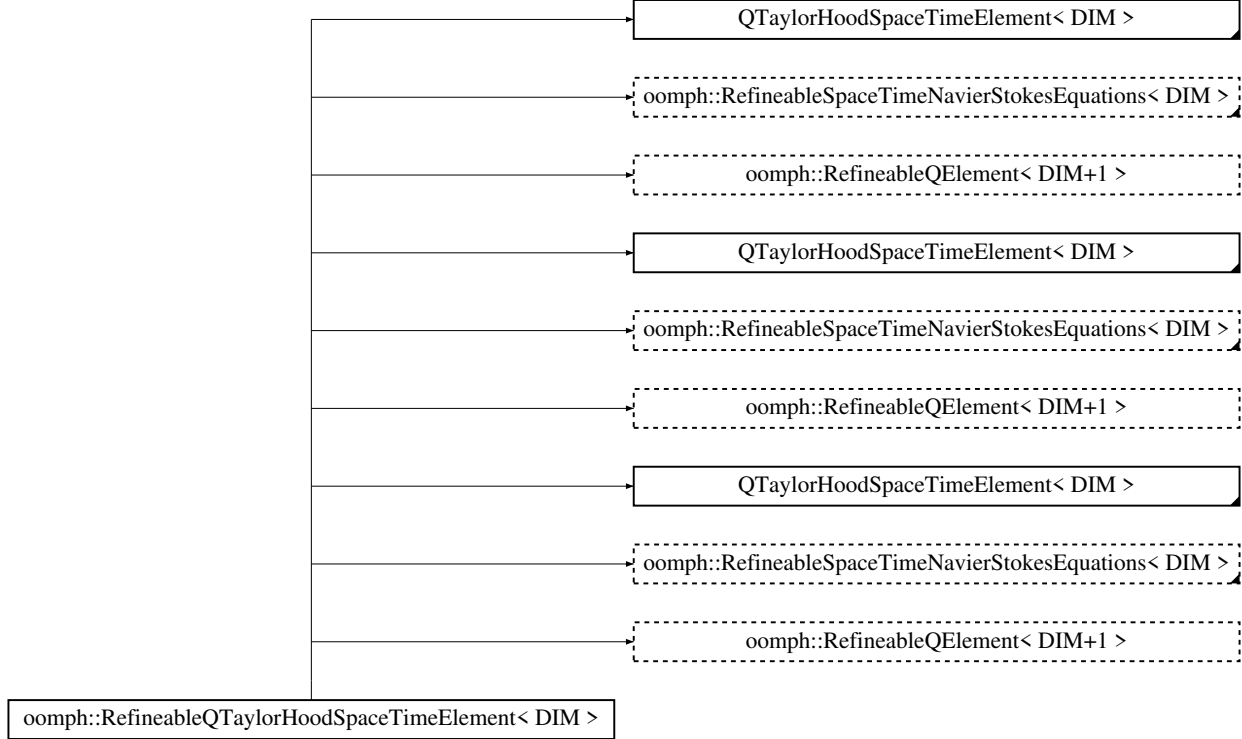 QTaylorHoodSpaceTimeElement< DIM >
oomph::RefineableSpaceTimeNavierStokesEquations< DIM >
oomph::RefineableQElement< DIM+1 >
QTaylorHoodSpaceTimeElement< DIM >
oomph::RefineableSpaceTimeNavierStokesEquations< DIM >
oomph::RefineableQElement< DIM+1 >
QTaylorHoodSpaceTimeElement< DIM >
oomph::RefineableSpaceTimeNavierStokesEquations< DIM >
oomph::RefineableQElement< DIM+1 >
oomph::RefineableQTaylorHoodSpaceTimeElement< DIM >